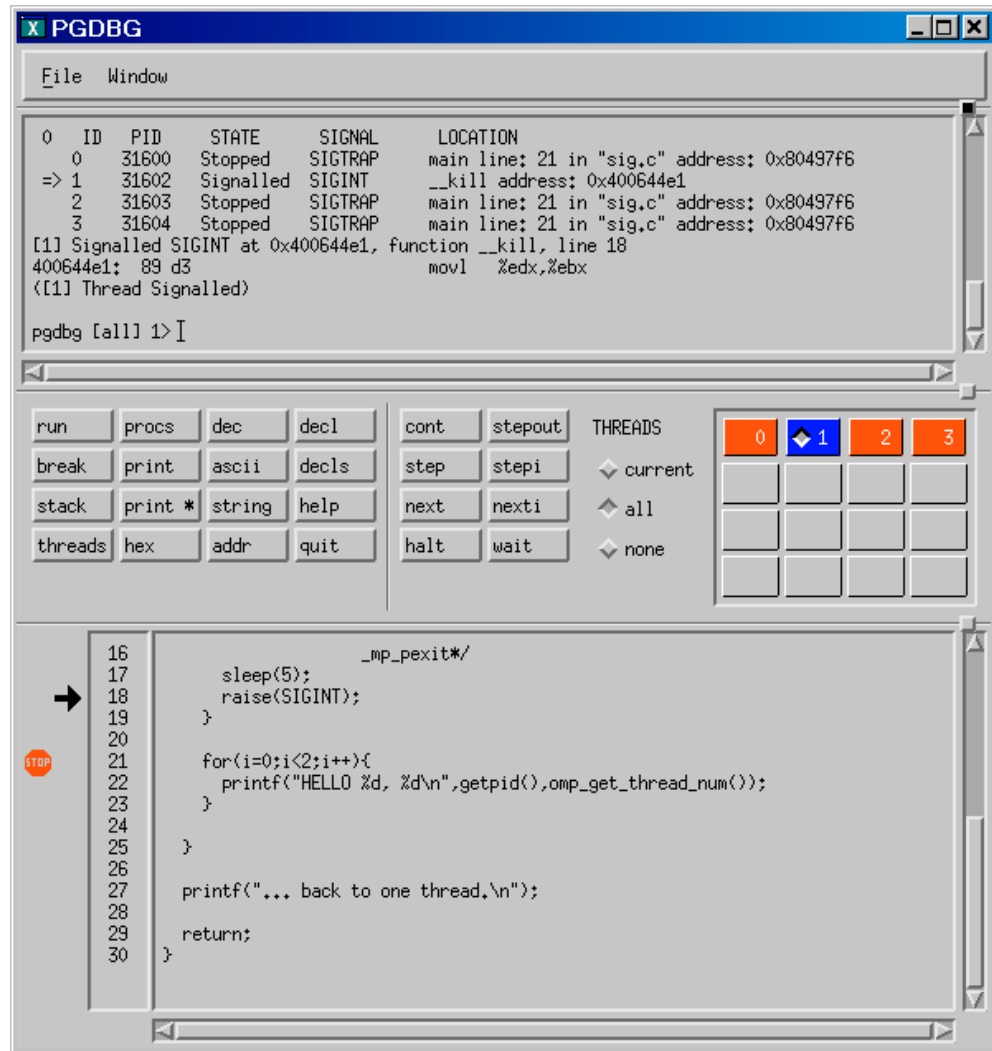 X PGDBG
File Window
0 ID PID STATE SIGNAL LOCATION
0 31600 Stopped SIGTRAP main line: 21 in "sig.c" address: 0x80497f6
=> 1 31602 Signalled SIGINT __kill address: 0x400644e1
2 31603 Stopped SIGTRAP main line: 21 in "sig.c" address: 0x80497f6
3 31604 Stopped SIGTRAP main line: 21 in "sig.c" address: 0x80497f6
[1] Signalled SIGINT at 0x400644e1, function __kill, line 18
400644e1: 89 d3 movl %edx,%ebx
([1] Thread Signalled)
pgdbg [all] 1>
run procs dec decl cont stepout THREADS 0 1 2 3
break print ascii decls step stepi current
stack print * string help next nexti all
threads hex addr quit halt wait none
16 _mp_pexit*/
17 sleep(5);
18 raise(SIGINT);
19 }
20
STOP 21 for(i=0;i<2;i++){
22 printf("HELLO %d, %d\n",getpid(),omp_get_thread_num());
23 }
24
25 }
26
27 printf("... back to one thread.\n");
28
29 return;
30 }